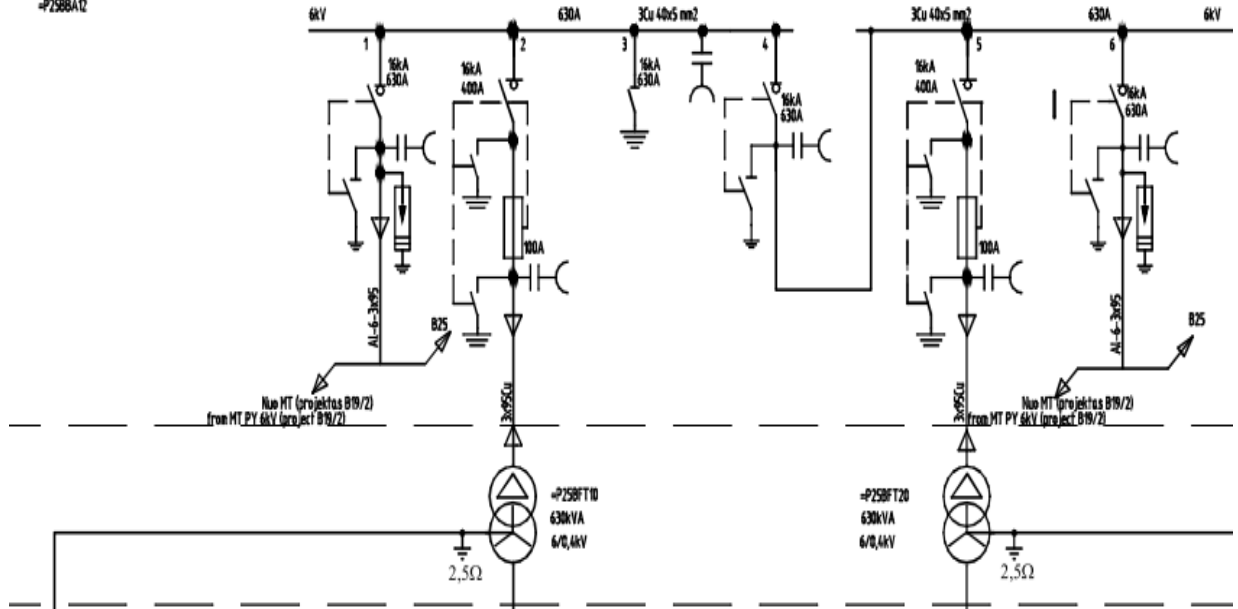 =P25BBA12
6kV
630A
3Cu 40x5 mm2
3Cu 40x5 mm2
630A
6kV
1
2
3
4
5
6
16kA
630A
16kA
400A
16kA
630A
16kA
630A
16kA
400A
16kA
630A
100A
100A
AL-6-3x95
B25
AL-6-3x95
B25
Nuo MT (projektas B19/2)
from MT PY 6kV (project B19/2)
3x95Cu
Nuo MT (projektas B19/2)
from MT PY 6kV (project B19/2)
3x95Cu
=P25BFT10
630kVA
6/0,4kV
2,5Ω
=P25BFT20
630kVA
6/0,4kV
2,5Ω